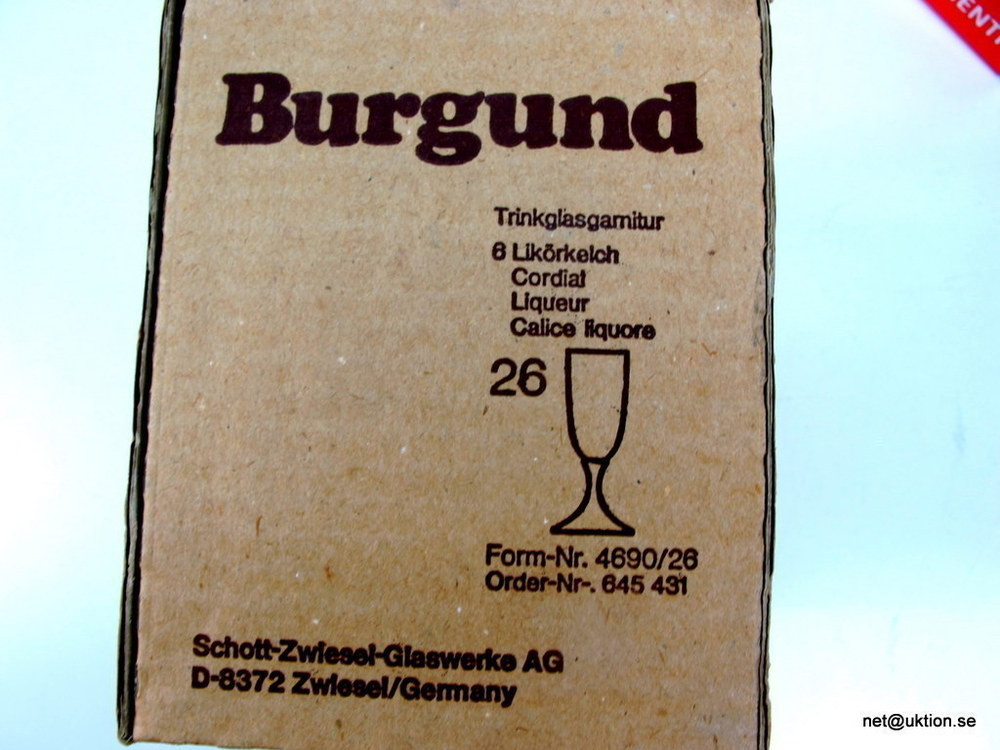 ENT
Burgund
Trinkglasgarnitur
6 Likörkelch
Cordial
Liqueur
Calice liquore
26
Form-Nr. 4690/26
Order-Nr-. 645 431
Schott-Zwiesel-Glaswerke AG
D-8372 Zwiesel/Germany
net@uktion.se